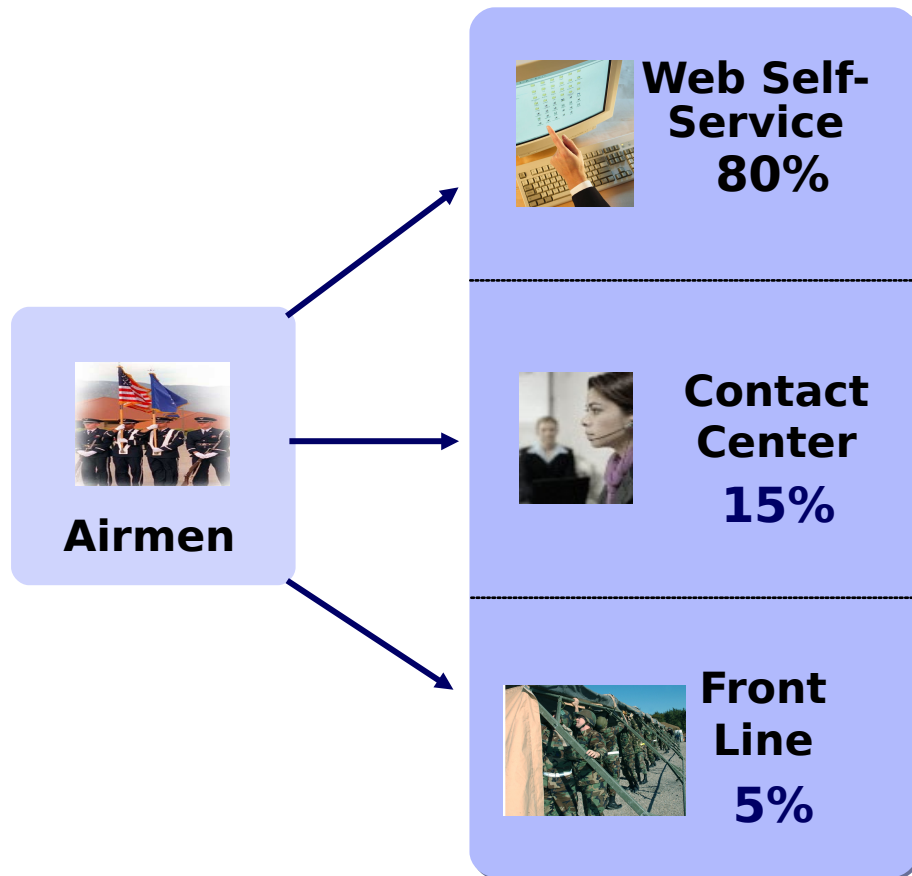 Web Self-
Service
80%
Airmen
Contact
Center
15%
Front
Line
5%